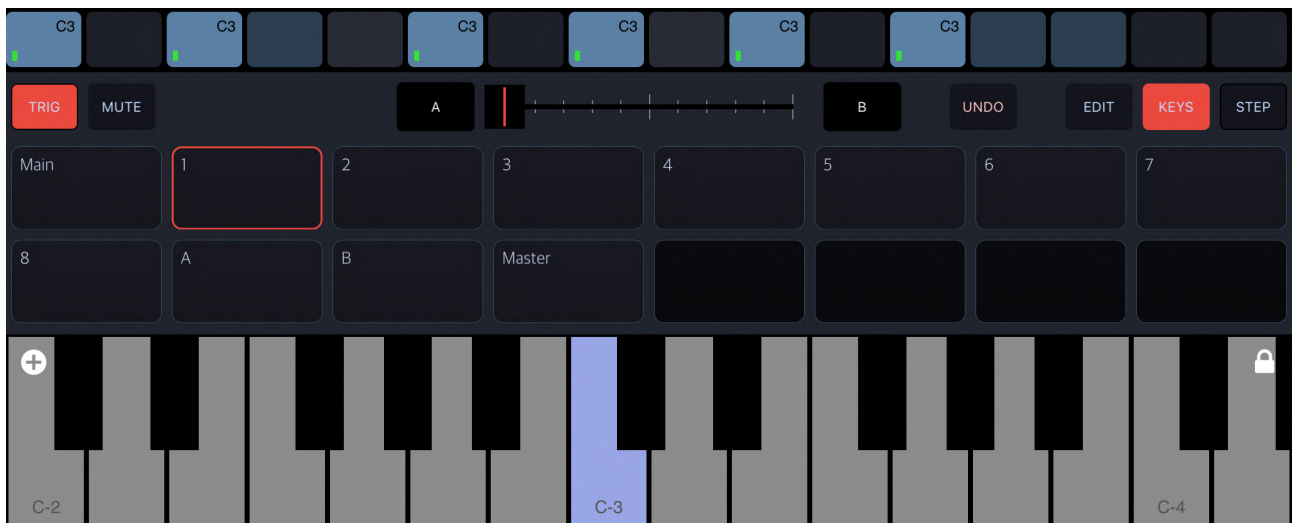 C3 C3 C3 C3 C3 C3
TRIG MUTE A B UNDO EDIT KEYS STEP
Main 1 2 3 4 5 6 7
8 A B Master
C-2 C-3 C-4